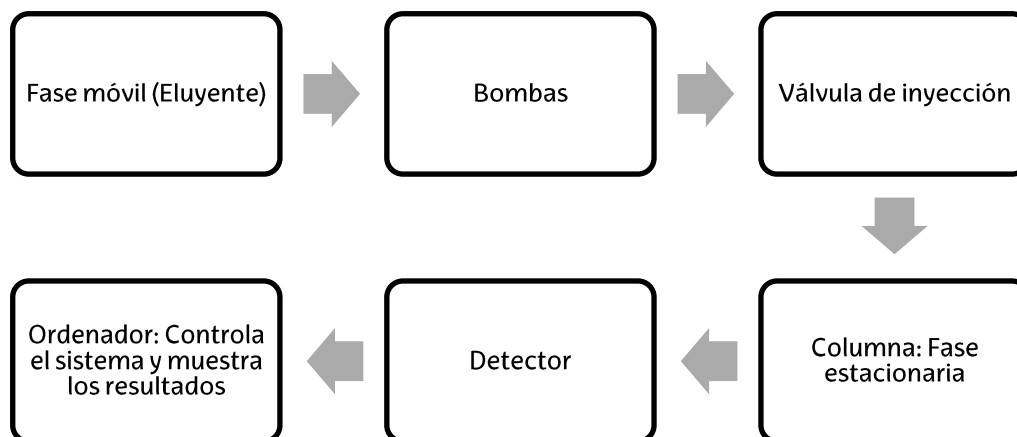 Fase móvil (Eluyente)
Bombas
Válvula de inyección
Columna: Fase
estacionaria
Detector
Ordenador: Controla
el sistema y muestra
los resultados